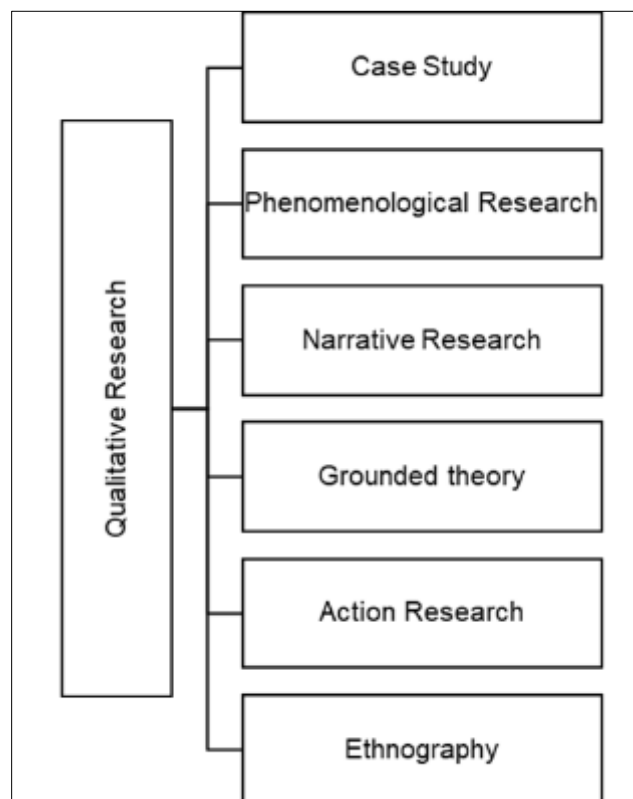 Case Study
Phenomenological Research
Narrative Research
Qualitative Research
Grounded theory
Action Research
Ethnography